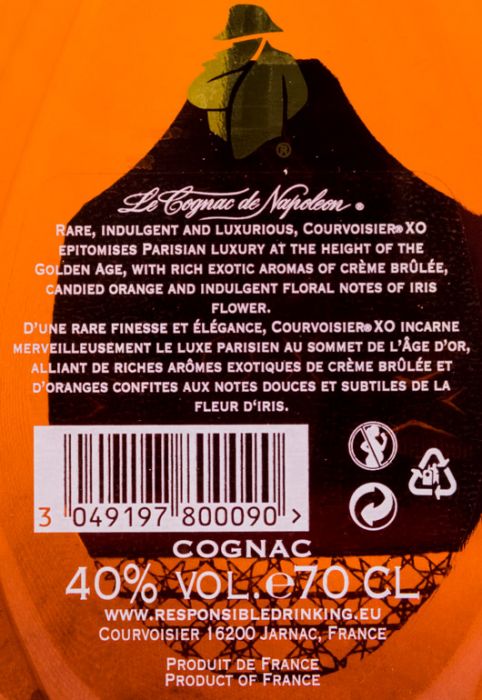 ®
Le Cognac de Napoleon ®
RARE, INDULGENT AND LUXURIOUS, COURVOISIER® XO
EPITOMISES PARISIAN LUXURY AT THE HEIGHT OF THE
GOLDEN AGE, WITH RICH EXOTIC AROMAS OF CRÈME BRÛLÉE,
CANDIED ORANGE AND INDULGENT FLORAL NOTES OF IRIS
FLOWER.
D'UNE RARE FINESSE ET ÉLÉGANCE, COURVOISIER® XO INCARNE
MERVEILLEUSEMENT LE LUXE PARISIEN AU SOMMET DE L'ÂGE D'OR,
ALLIANT DE RICHES ARÔMES EXOTIQUES DE CRÈME BRÛLÉE ET
D'ORANGES CONFITES AUX NOTES DOUCES ET SUBTILES DE LA
FLEUR D'IRIS.
3 049197 800090 >
COGNAC
40% VOL. ℮70 CL
WWW.RESPONSIBLEDRINKING.EU
COURVOISIER 16200 JARNAC, FRANCE
PRODUIT DE FRANCE
PRODUCT OF FRANCE